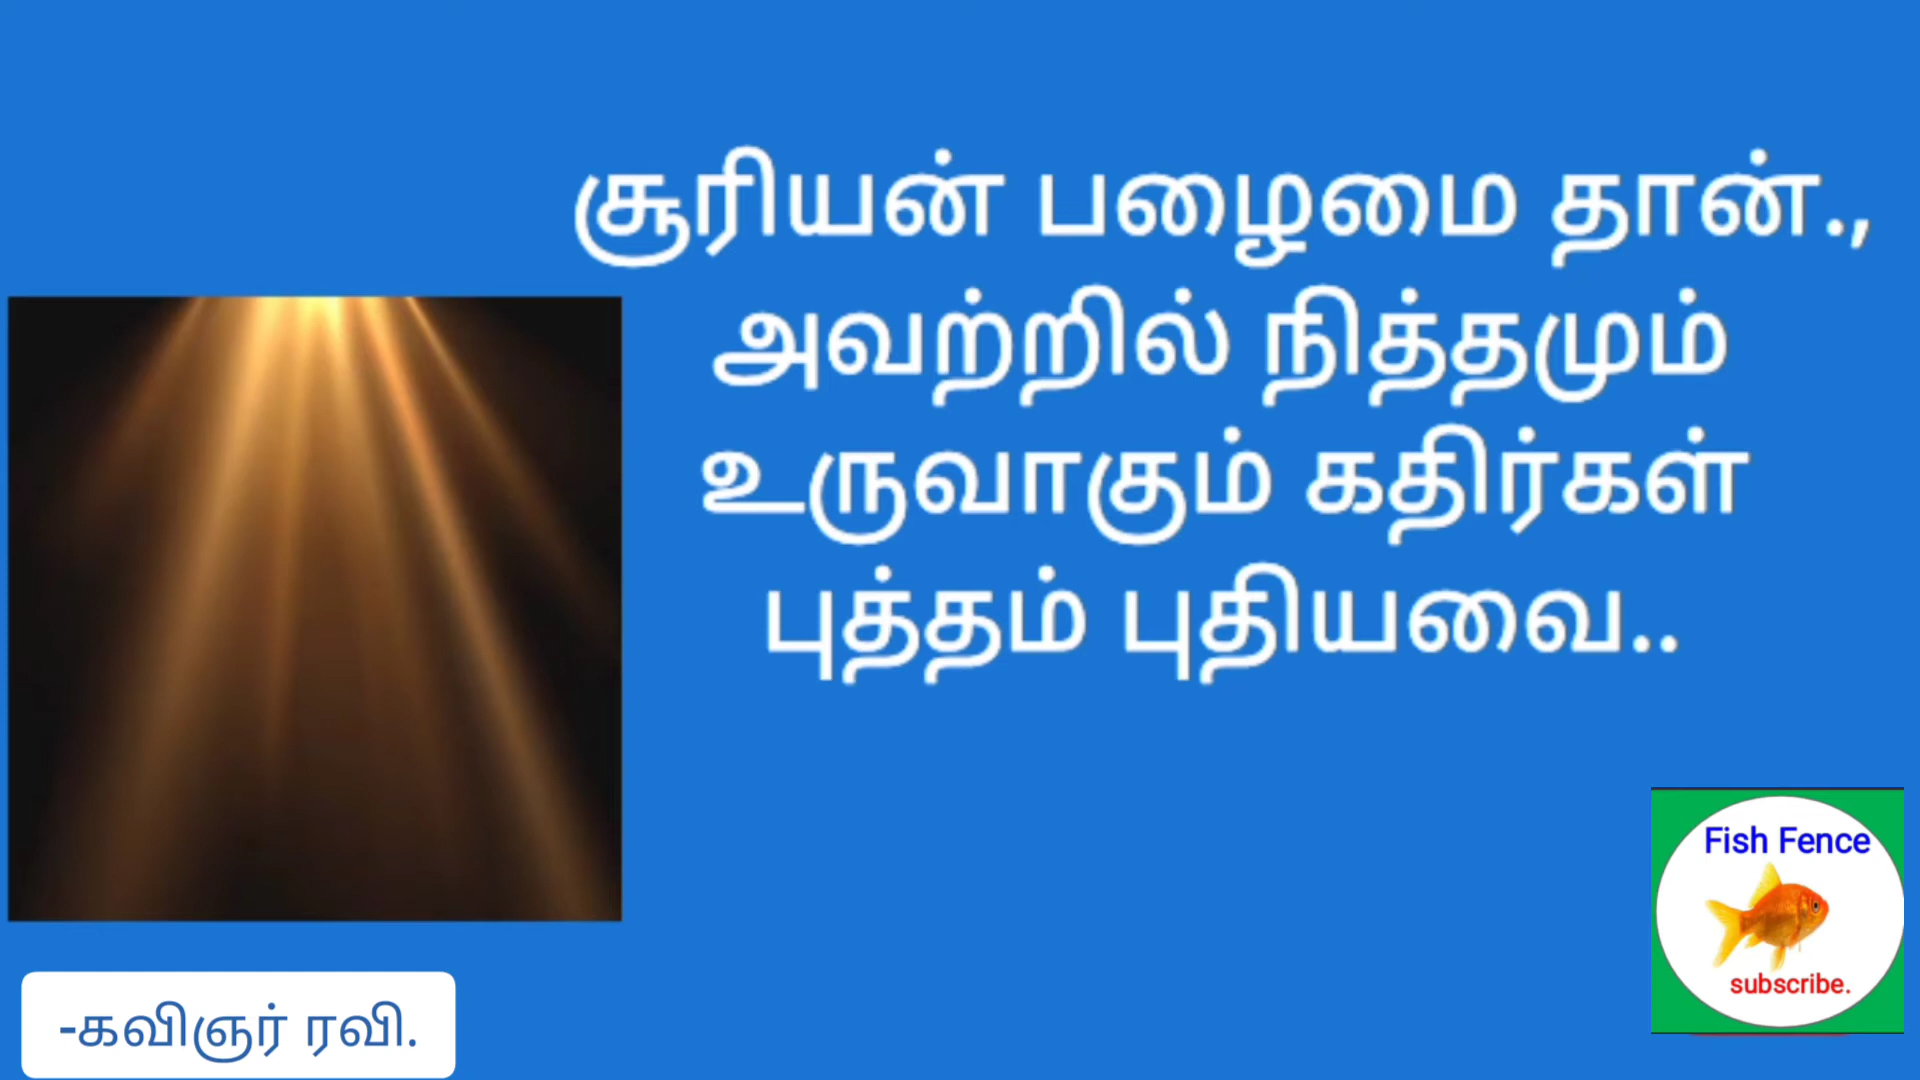 சூரியன் பழைமை தான்.,
அவற்றில் நித்தமும்
உருவாகும் கதிர்கள்
புத்தம் புதியவை..
Fish Fence
subscribe.
-கவிஞர் ரவி.